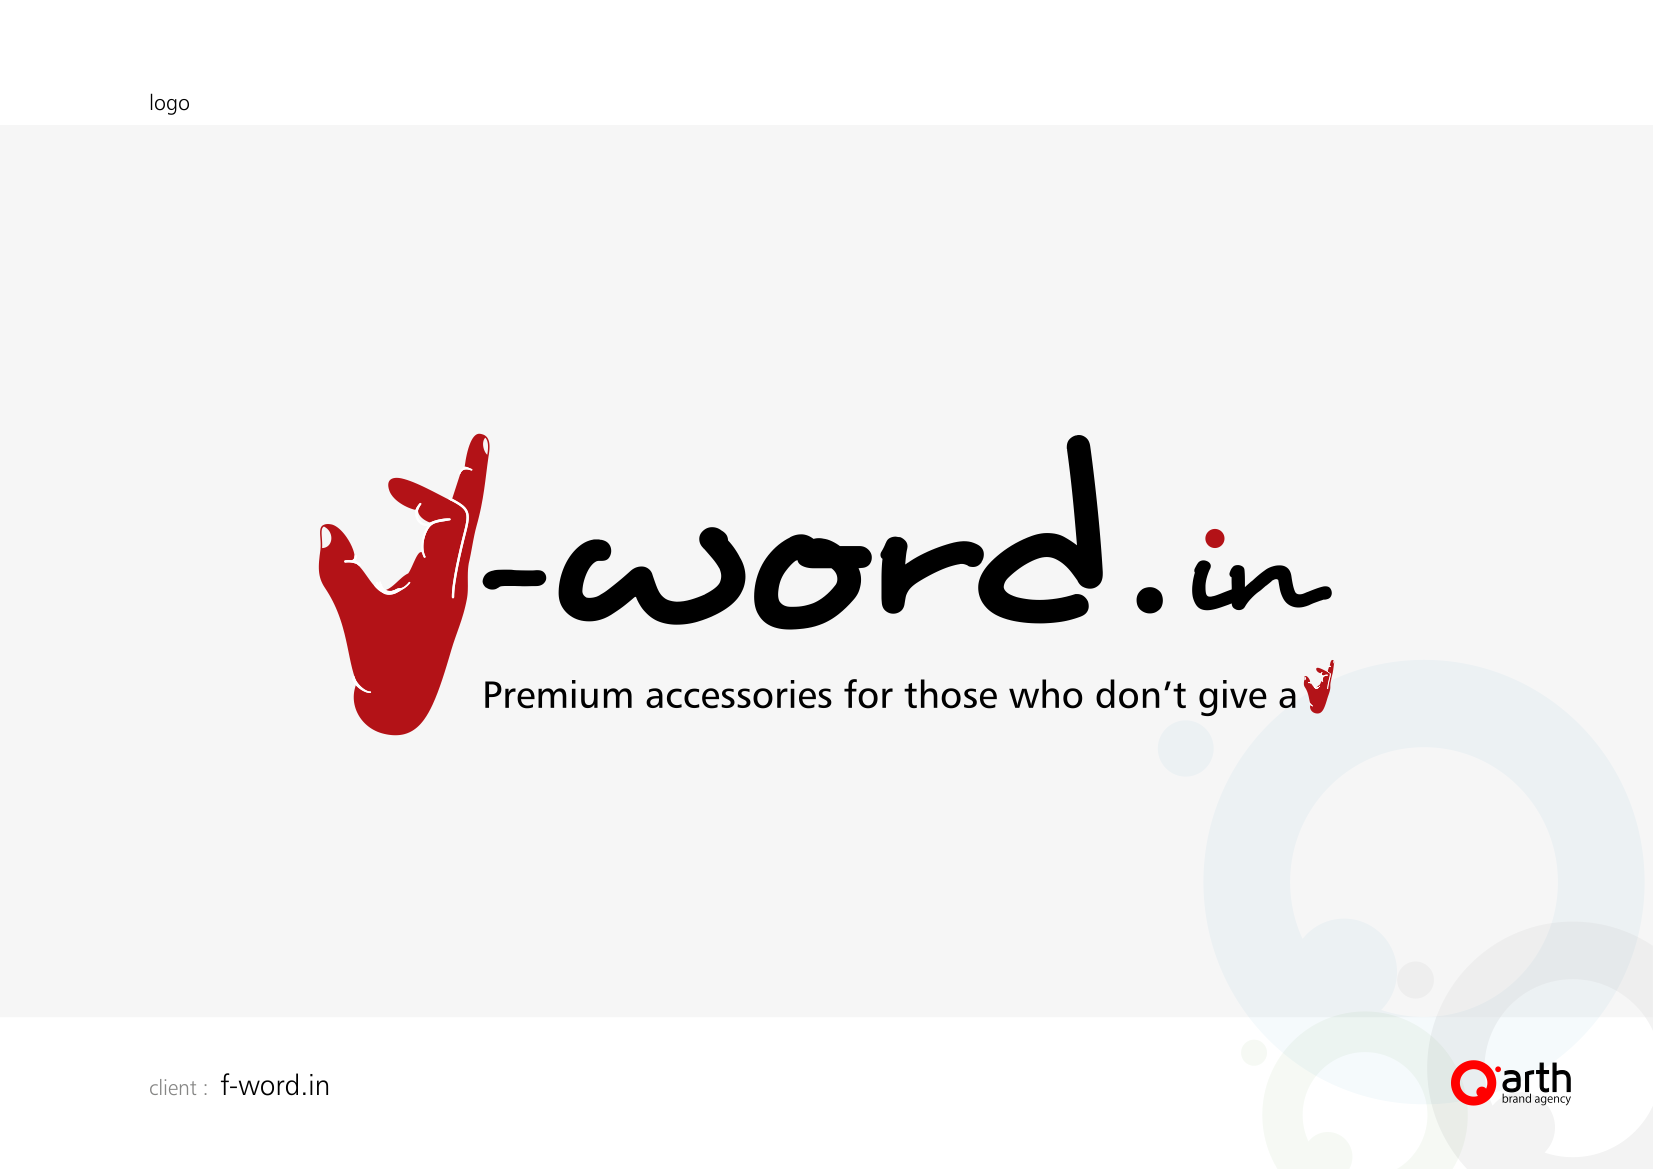 logo
-word.in
Premium accessories for those who don’t give a
client : f-word.in
arth
brand agency